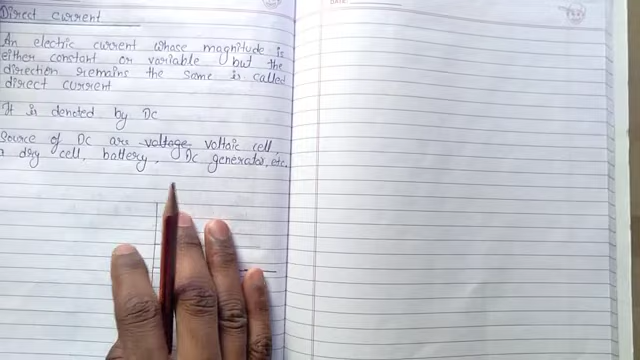 Direct current
An electric current whose magnitude is
either constant or variable but the
direction remains the same is called
direct current
It is denoted by DC
Source of DC are voltage voltaic cell,
a dry cell, battery, DC generator, etc.
DATE: